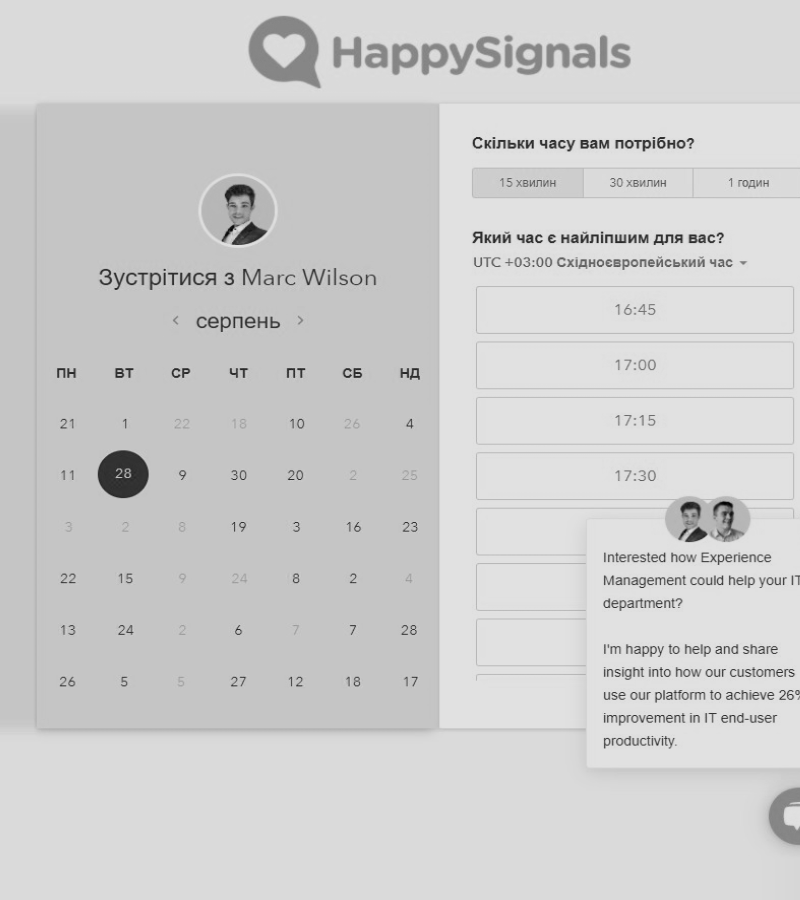 HappySignals
Зустрітися з Marc Wilson
серпень
ПН ВТ СР ЧТ ПТ СБ НД
21 1 22 18 10 26 4
11 28 9 30 20 2 25
3 2 8 19 3 16 23
22 15 9 24 8 2 4
13 24 2 6 7 7 28
26 5 5 27 12 18 17
Скільки часу вам потрібно?
15 хвилин 30 хвилин 1 годин
Який час є найліпшим для вас?
UTC +03:00 Східноєвропейський час
16:45
17:00
17:15
17:30
Interested how Experience
Management could help your IT
department?
I'm happy to help and share
insight into how our customers
use our platform to achieve 26%
improvement in IT end-user
productivity.